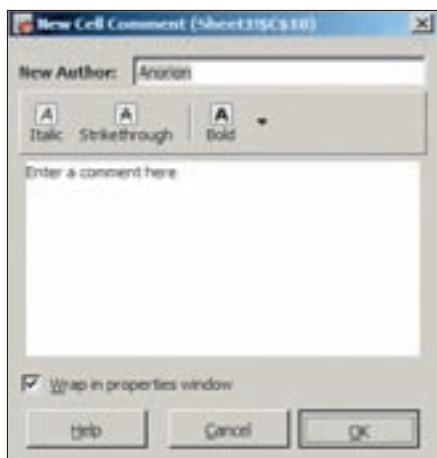 New Cell Comment (Sheet1!$C$10)
New Author: Anorion
Italic Strikethrough Bold
Enter a comment here
Wrap in properties window
Help Cancel OK